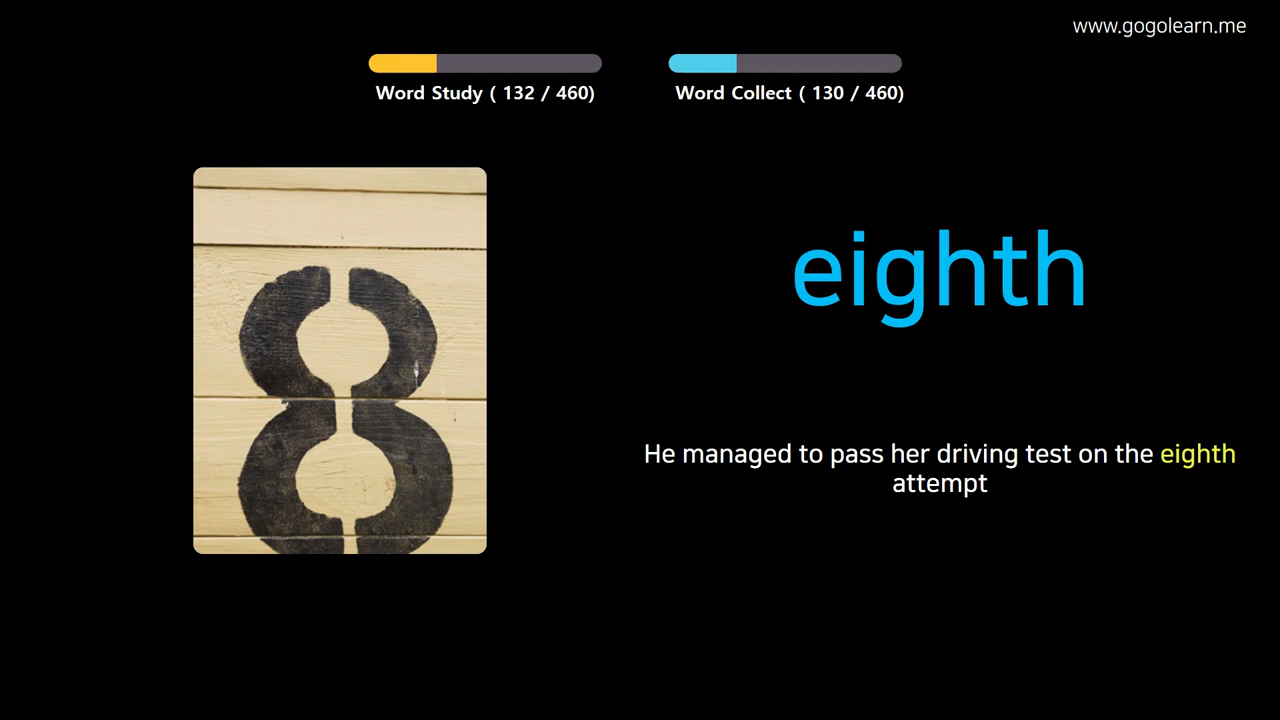 www.gogolearn.me
Word Study ( 132 / 460)
Word Collect ( 130 / 460)
8
eighth
He managed to pass her driving test on the eighth
attempt